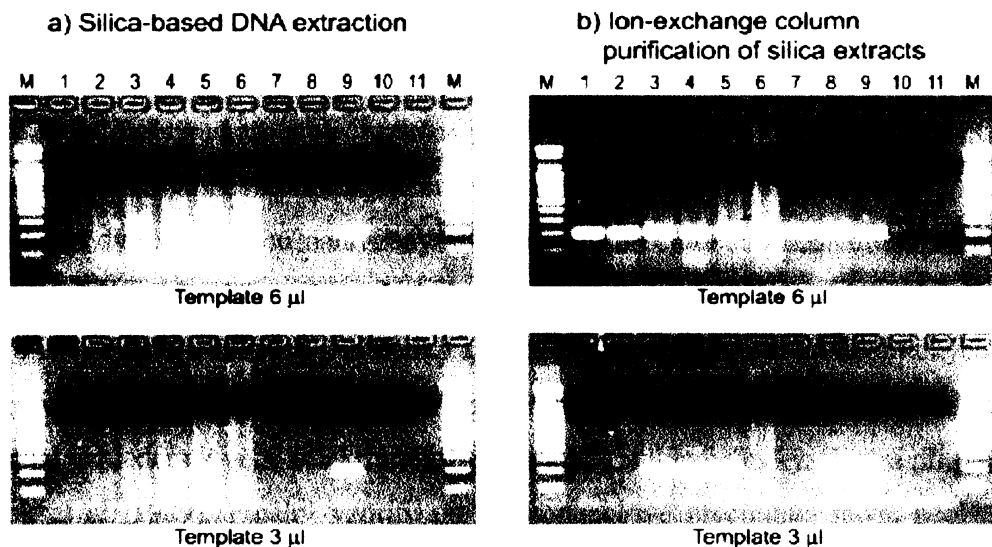 a) Silica-based DNA extraction
M 1 2 3 4 5 6 7 8 9 10 11 M
Template 6 µl
Template 3 µl
b) Ion-exchange column
purification of silica extracts
M 1 2 3 4 5 6 7 8 9 10 11 M
Template 6 µl
Template 3 µl